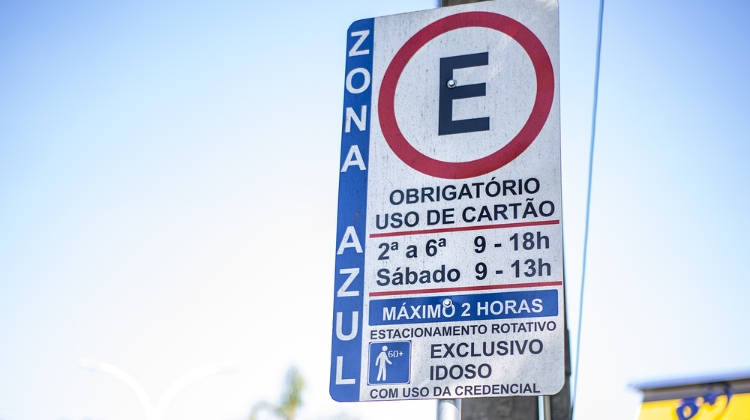 ZONA AZUL
E
OBRIGATÓRIO
USO DE CARTÃO
2ª a 6ª 9 - 18h
Sábado 9 - 13h
MÁXIMO 2 HORAS
ESTACIONAMENTO ROTATIVO
60+
EXCLUSIVO
IDOSO
COM USO DA CREDENCIAL